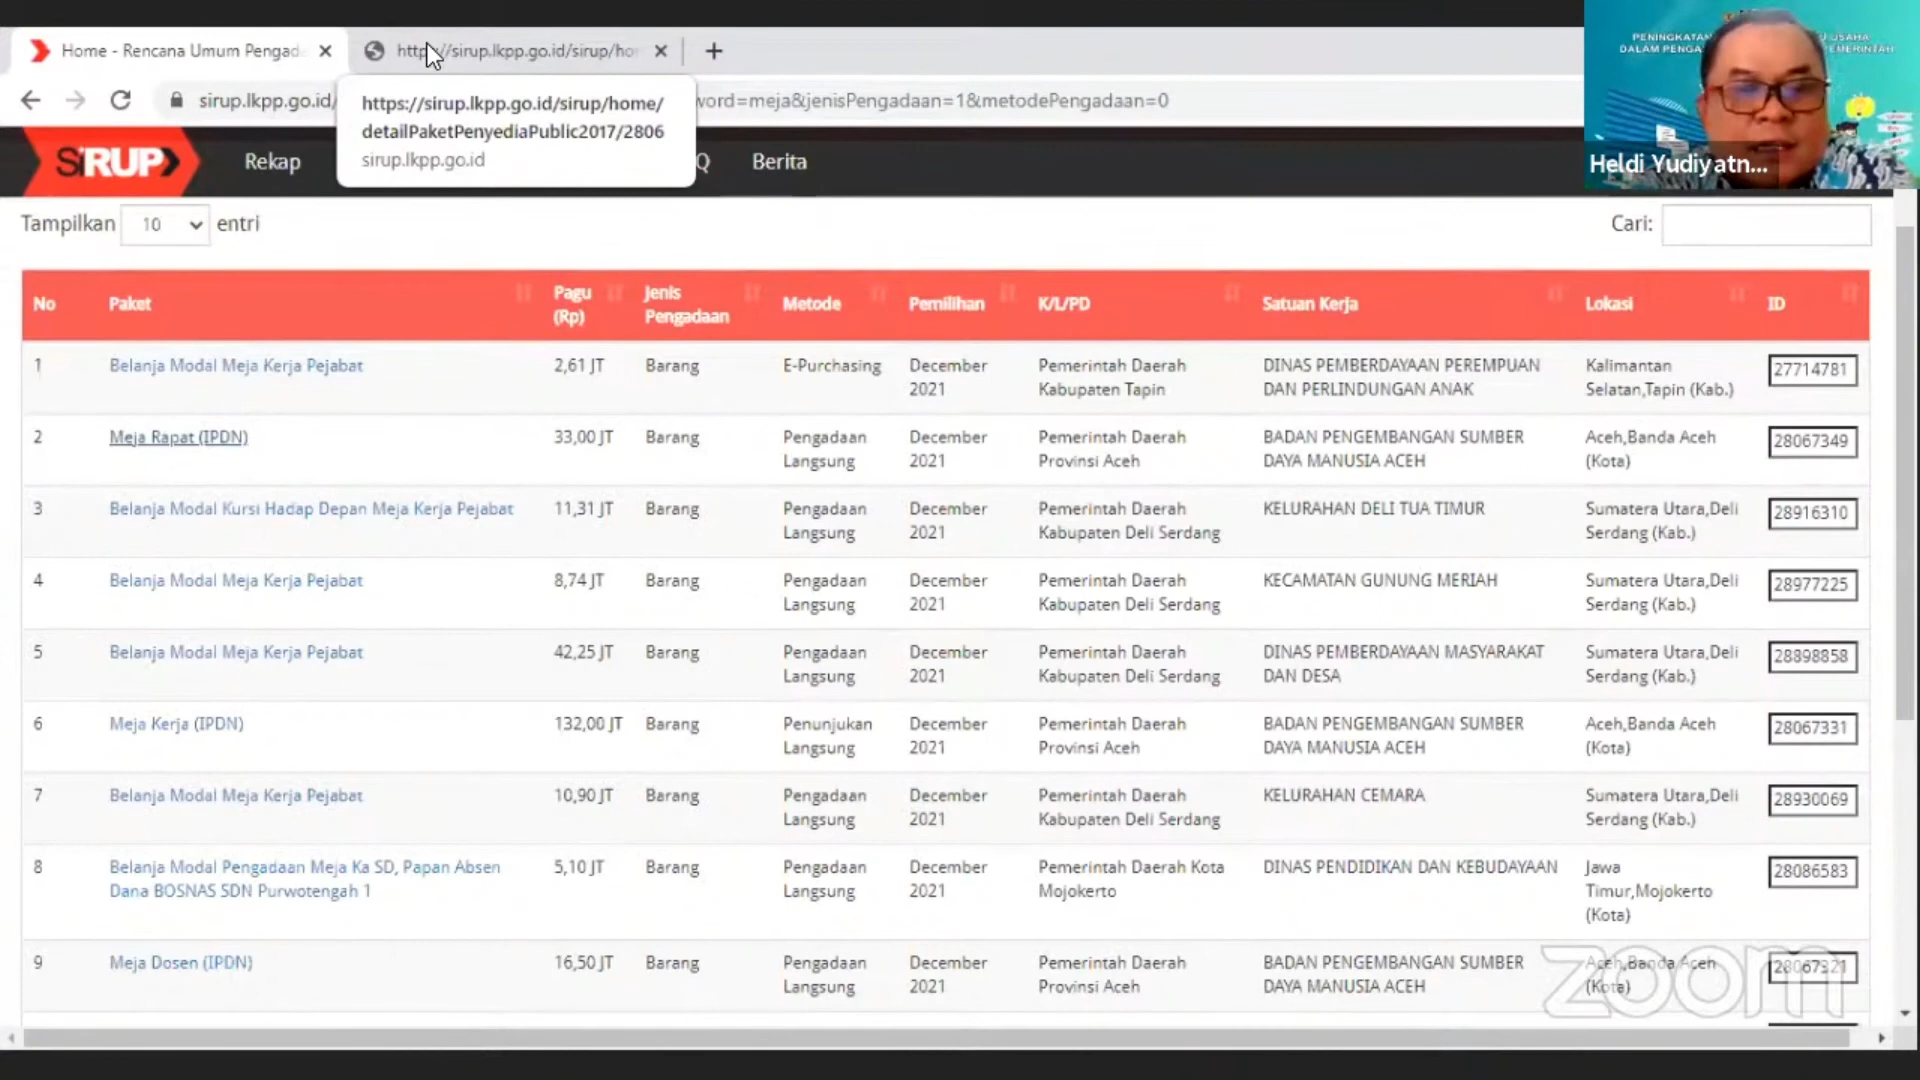 Home - Rencana Umum Pengad
https://sirup.lkpp.go.id/sirup/ho
sirup.lkpp.go.id/
word=meja&jenisPengadaan=1&metodePengadaan=0
https://sirup.lkpp.go.id/sirup/home/
detailPaketPenyediaPublic2017/2806
sirup.lkpp.go.id
PENINGKATAN
USAHA
DALAM PENGA
EMERINTAH
Heldi Yudiyatn...
SiRUP
Rekap
Q
Berita
Tampilkan 10 entri
Cari:
No Paket Pagu (Rp) Jenis Pengadaan Metode Pemilihan K/L/PD Satuan Kerja Lokasi ID
1 Belanja Modal Meja Kerja Pejabat 2,61 JT Barang E-Purchasing December 2021 Pemerintah Daerah Kabupaten Tapin DINAS PEMBERDAYAAN PEREMPUAN DAN PERLINDUNGAN ANAK Kalimantan Selatan,Tapin (Kab.) 27714781
2 Meja Rapat (IPDN) 33,00 JT Barang Pengadaan Langsung December 2021 Pemerintah Daerah Provinsi Aceh BADAN PENGEMBANGAN SUMBER DAYA MANUSIA ACEH Aceh,Banda Aceh (Kota) 28067349
3 Belanja Modal Kursi Hadap Depan Meja Kerja Pejabat 11,31 JT Barang Pengadaan Langsung December 2021 Pemerintah Daerah Kabupaten Deli Serdang KELURAHAN DELI TUA TIMUR Sumatera Utara,Deli Serdang (Kab.) 28916310
4 Belanja Modal Meja Kerja Pejabat 8,74 JT Barang Pengadaan Langsung December 2021 Pemerintah Daerah Kabupaten Deli Serdang KECAMATAN GUNUNG MERIAH Sumatera Utara,Deli Serdang (Kab.) 28977225
5 Belanja Modal Meja Kerja Pejabat 42,25 JT Barang Pengadaan Langsung December 2021 Pemerintah Daerah Kabupaten Deli Serdang DINAS PEMBERDAYAAN MASYARAKAT DAN DESA Sumatera Utara,Deli Serdang (Kab.) 28898858
6 Meja Kerja (IPDN) 132,00 JT Barang Penunjukan Langsung December 2021 Pemerintah Daerah Provinsi Aceh BADAN PENGEMBANGAN SUMBER DAYA MANUSIA ACEH Aceh,Banda Aceh (Kota) 28067331
7 Belanja Modal Meja Kerja Pejabat 10,90 JT Barang Pengadaan Langsung December 2021 Pemerintah Daerah Kabupaten Deli Serdang KELURAHAN CEMARA Sumatera Utara,Deli Serdang (Kab.) 28930069
8 Belanja Modal Pengadaan Meja Ka SD, Papan Absen Dana BOSNAS SDN Purwotengah 1 5,10 JT Barang Pengadaan Langsung December 2021 Pemerintah Daerah Kota Mojokerto DINAS PENDIDIKAN DAN KEBUDAYAAN Jawa Timur,Mojokerto (Kota) 28086583
9 Meja Dosen (IPDN) 16,50 JT Barang Pengadaan Langsung December 2021 Pemerintah Daerah Provinsi Aceh BADAN PENGEMBANGAN SUMBER DAYA MANUSIA ACEH Aceh,Banda Aceh (Kota) 28067321
zoom